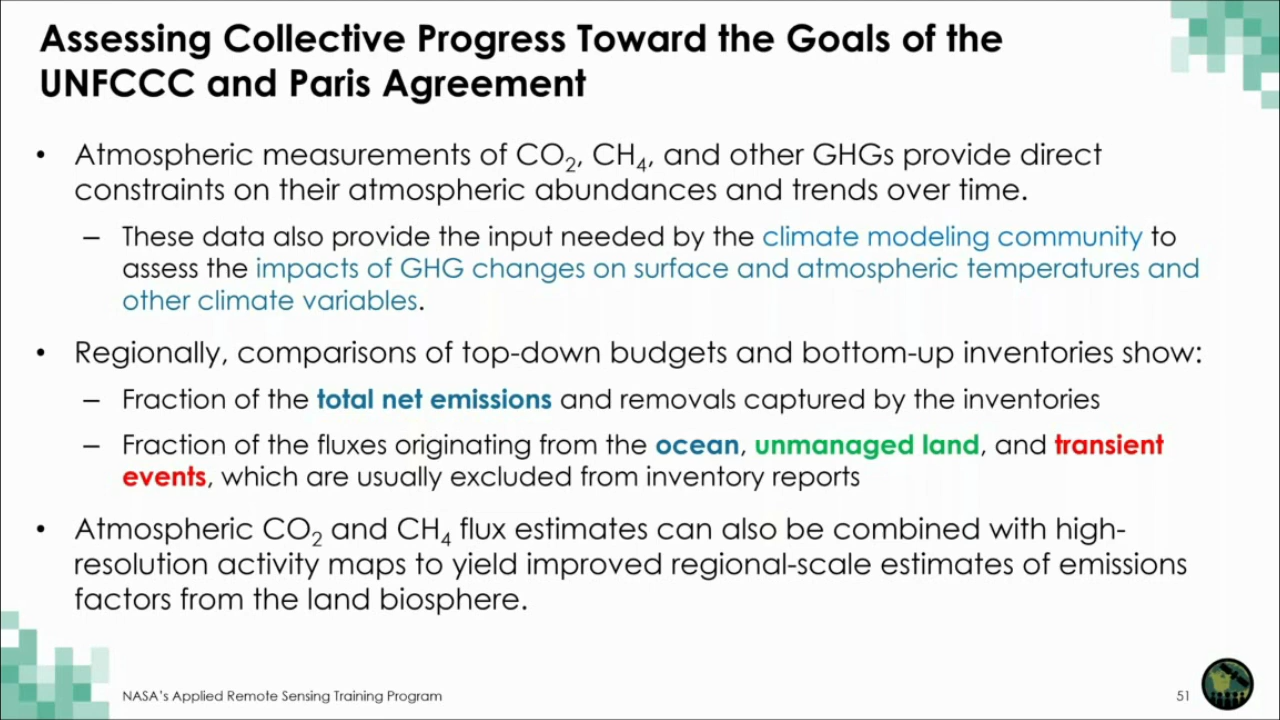 Assessing Collective Progress Toward the Goals of the
UNFCCC and Paris Agreement
• Atmospheric measurements of CO₂, CH₄, and other GHGs provide direct
constraints on their atmospheric abundances and trends over time.
– These data also provide the input needed by the climate modeling community to
assess the impacts of GHG changes on surface and atmospheric temperatures and
other climate variables.
• Regionally, comparisons of top-down budgets and bottom-up inventories show:
– Fraction of the total net emissions and removals captured by the inventories
– Fraction of the fluxes originating from the ocean, unmanaged land, and transient
events, which are usually excluded from inventory reports
• Atmospheric CO₂ and CH₄ flux estimates can also be combined with high-
resolution activity maps to yield improved regional-scale estimates of emissions
factors from the land biosphere.
NASA's Applied Remote Sensing Training Program
51